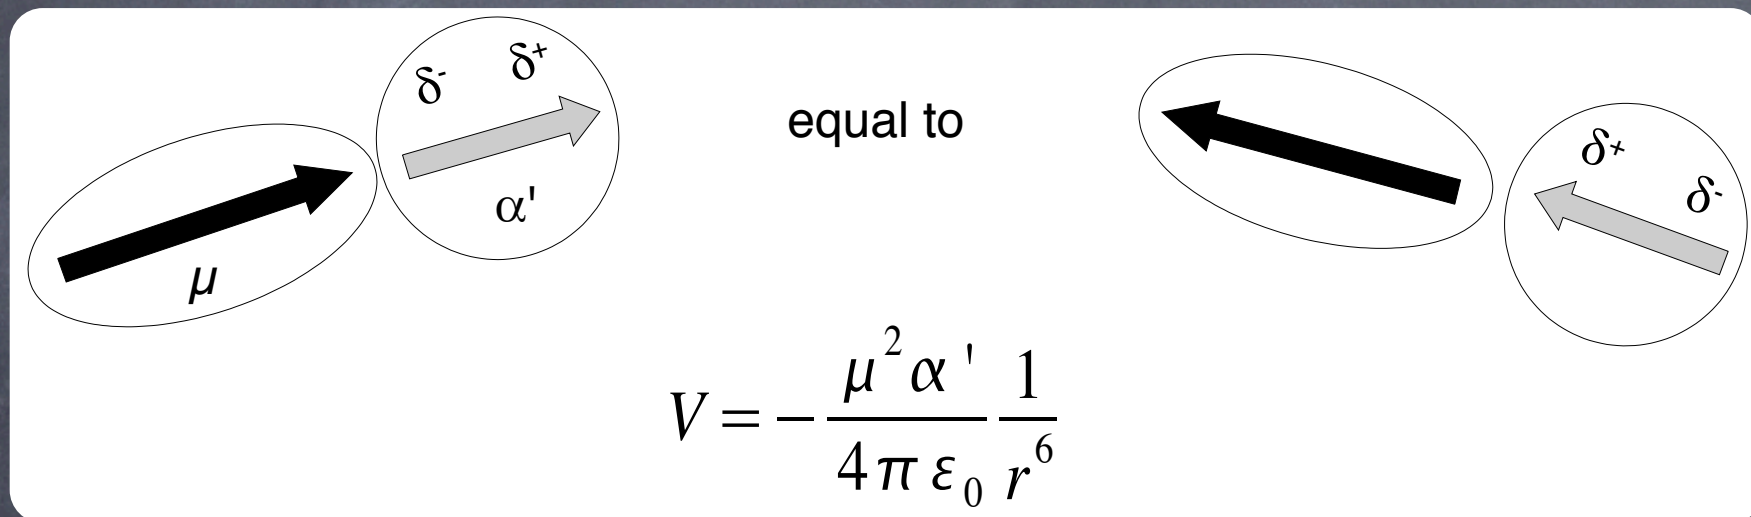 δ- δ+
α'
μ
equal to
δ+
δ-
V = - μ²α' / 4πε₀ 1 / r⁶